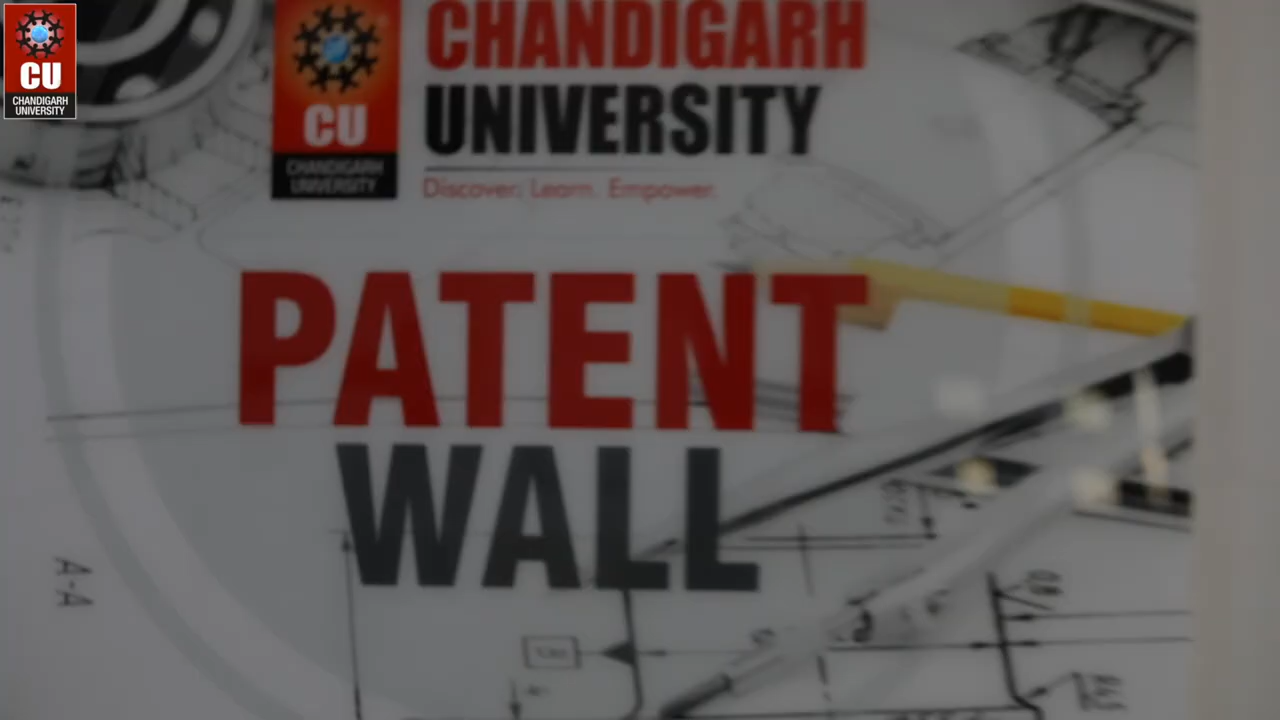 CU
CHANDIGARH
UNIVERSITY
CU
CHANDIGARH
UNIVERSITY
CHANDIGARH
UNIVERSITY
Discover. Learn. Empower.
PATENT
WALL
A-A